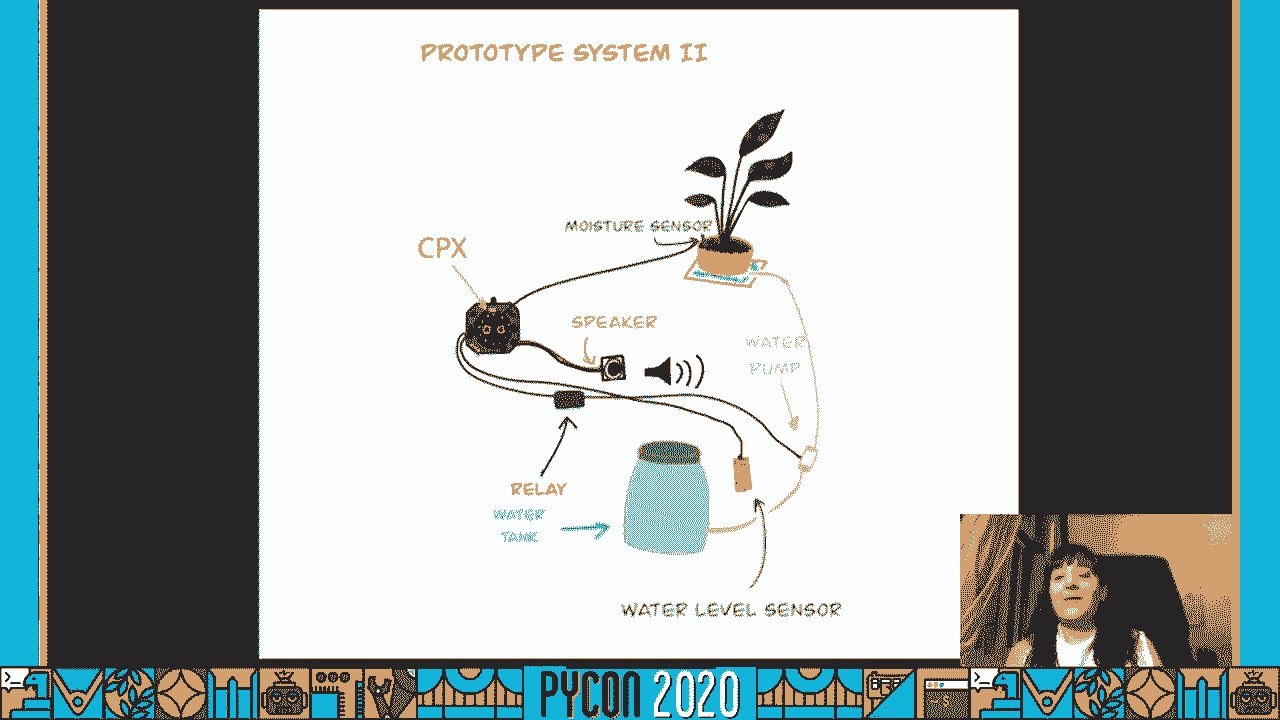 PROTOTYPE SYSTEM II
MOISTURE SENSOR
CPX
SPEAKER
WATER
PUMP
RELAY
WATER
TANK
WATER LEVEL SENSOR
PYCON 2020